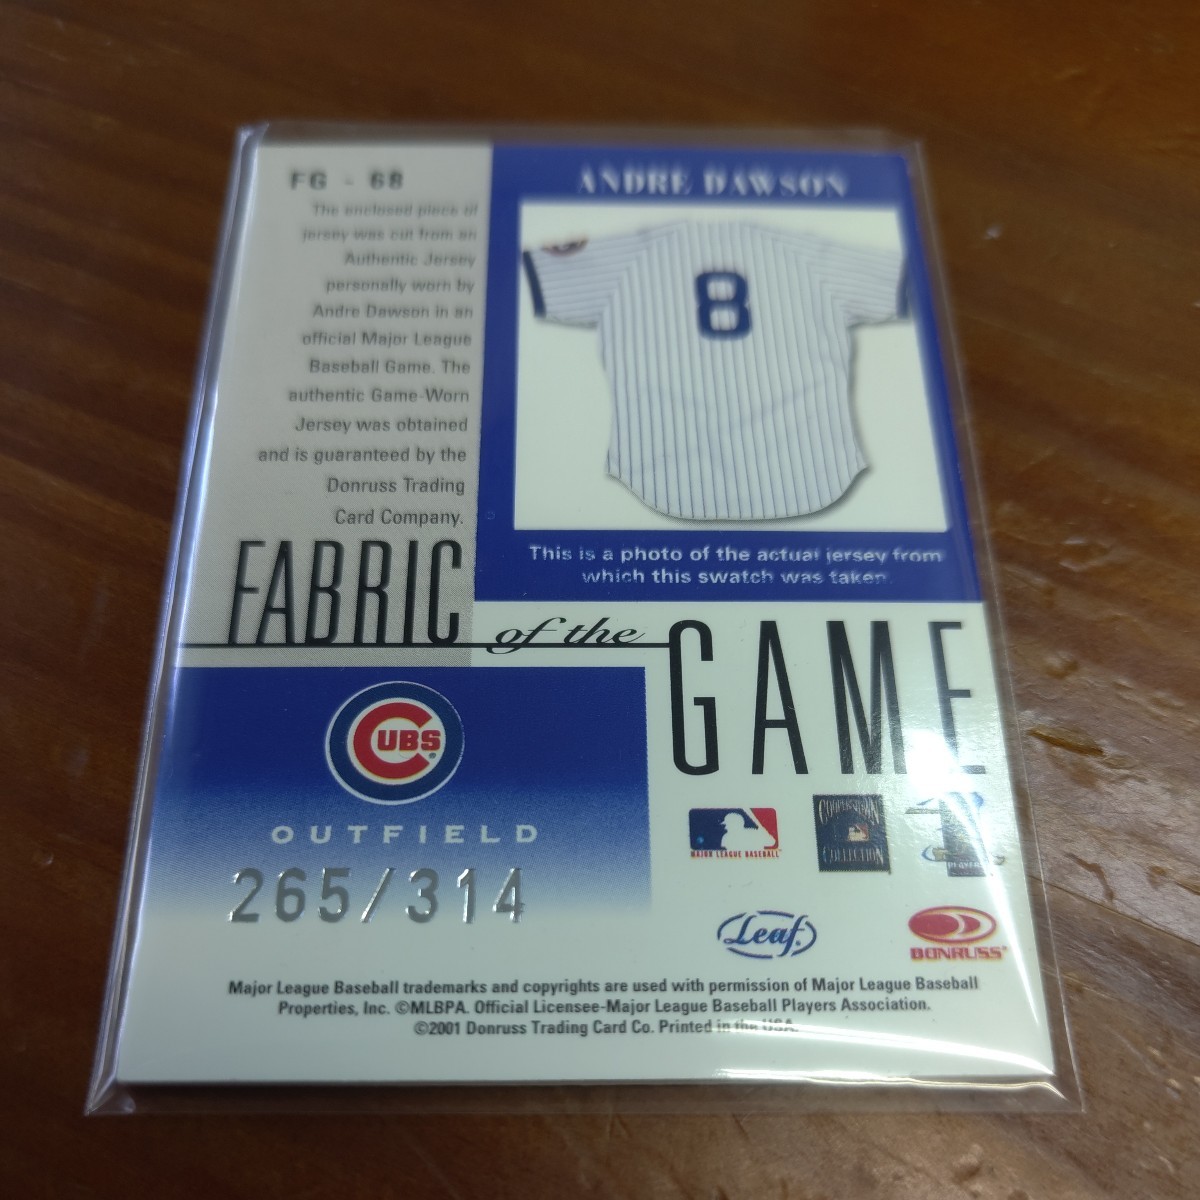 FG - 68
The enclosed piece of
jersey was cut from an
Authentic Jersey
personally worn by
Andre Dawson in an
official Major League
Baseball Game. The
authentic Game-Worn
Jersey was obtained
and is guaranteed by the
Donruss Trading
Card Company.
ANDRE DAWSON
8
This is a photo of the actual jersey from
which this swatch was taken.
FABRIC of the GAME
CUBS
OUTFIELD
265/314
MAJOR LEAGUE BASEBALL
COOPERSTOWN
COLLECTION
PLAYERS
Leaf
DONRUSS
Major League Baseball trademarks and copyrights are used with permission of Major League Baseball
Properties, Inc. ©MLBPA. Official Licensee-Major League Baseball Players Association.
©2001 Donruss Trading Card Co. Printed in the USA.